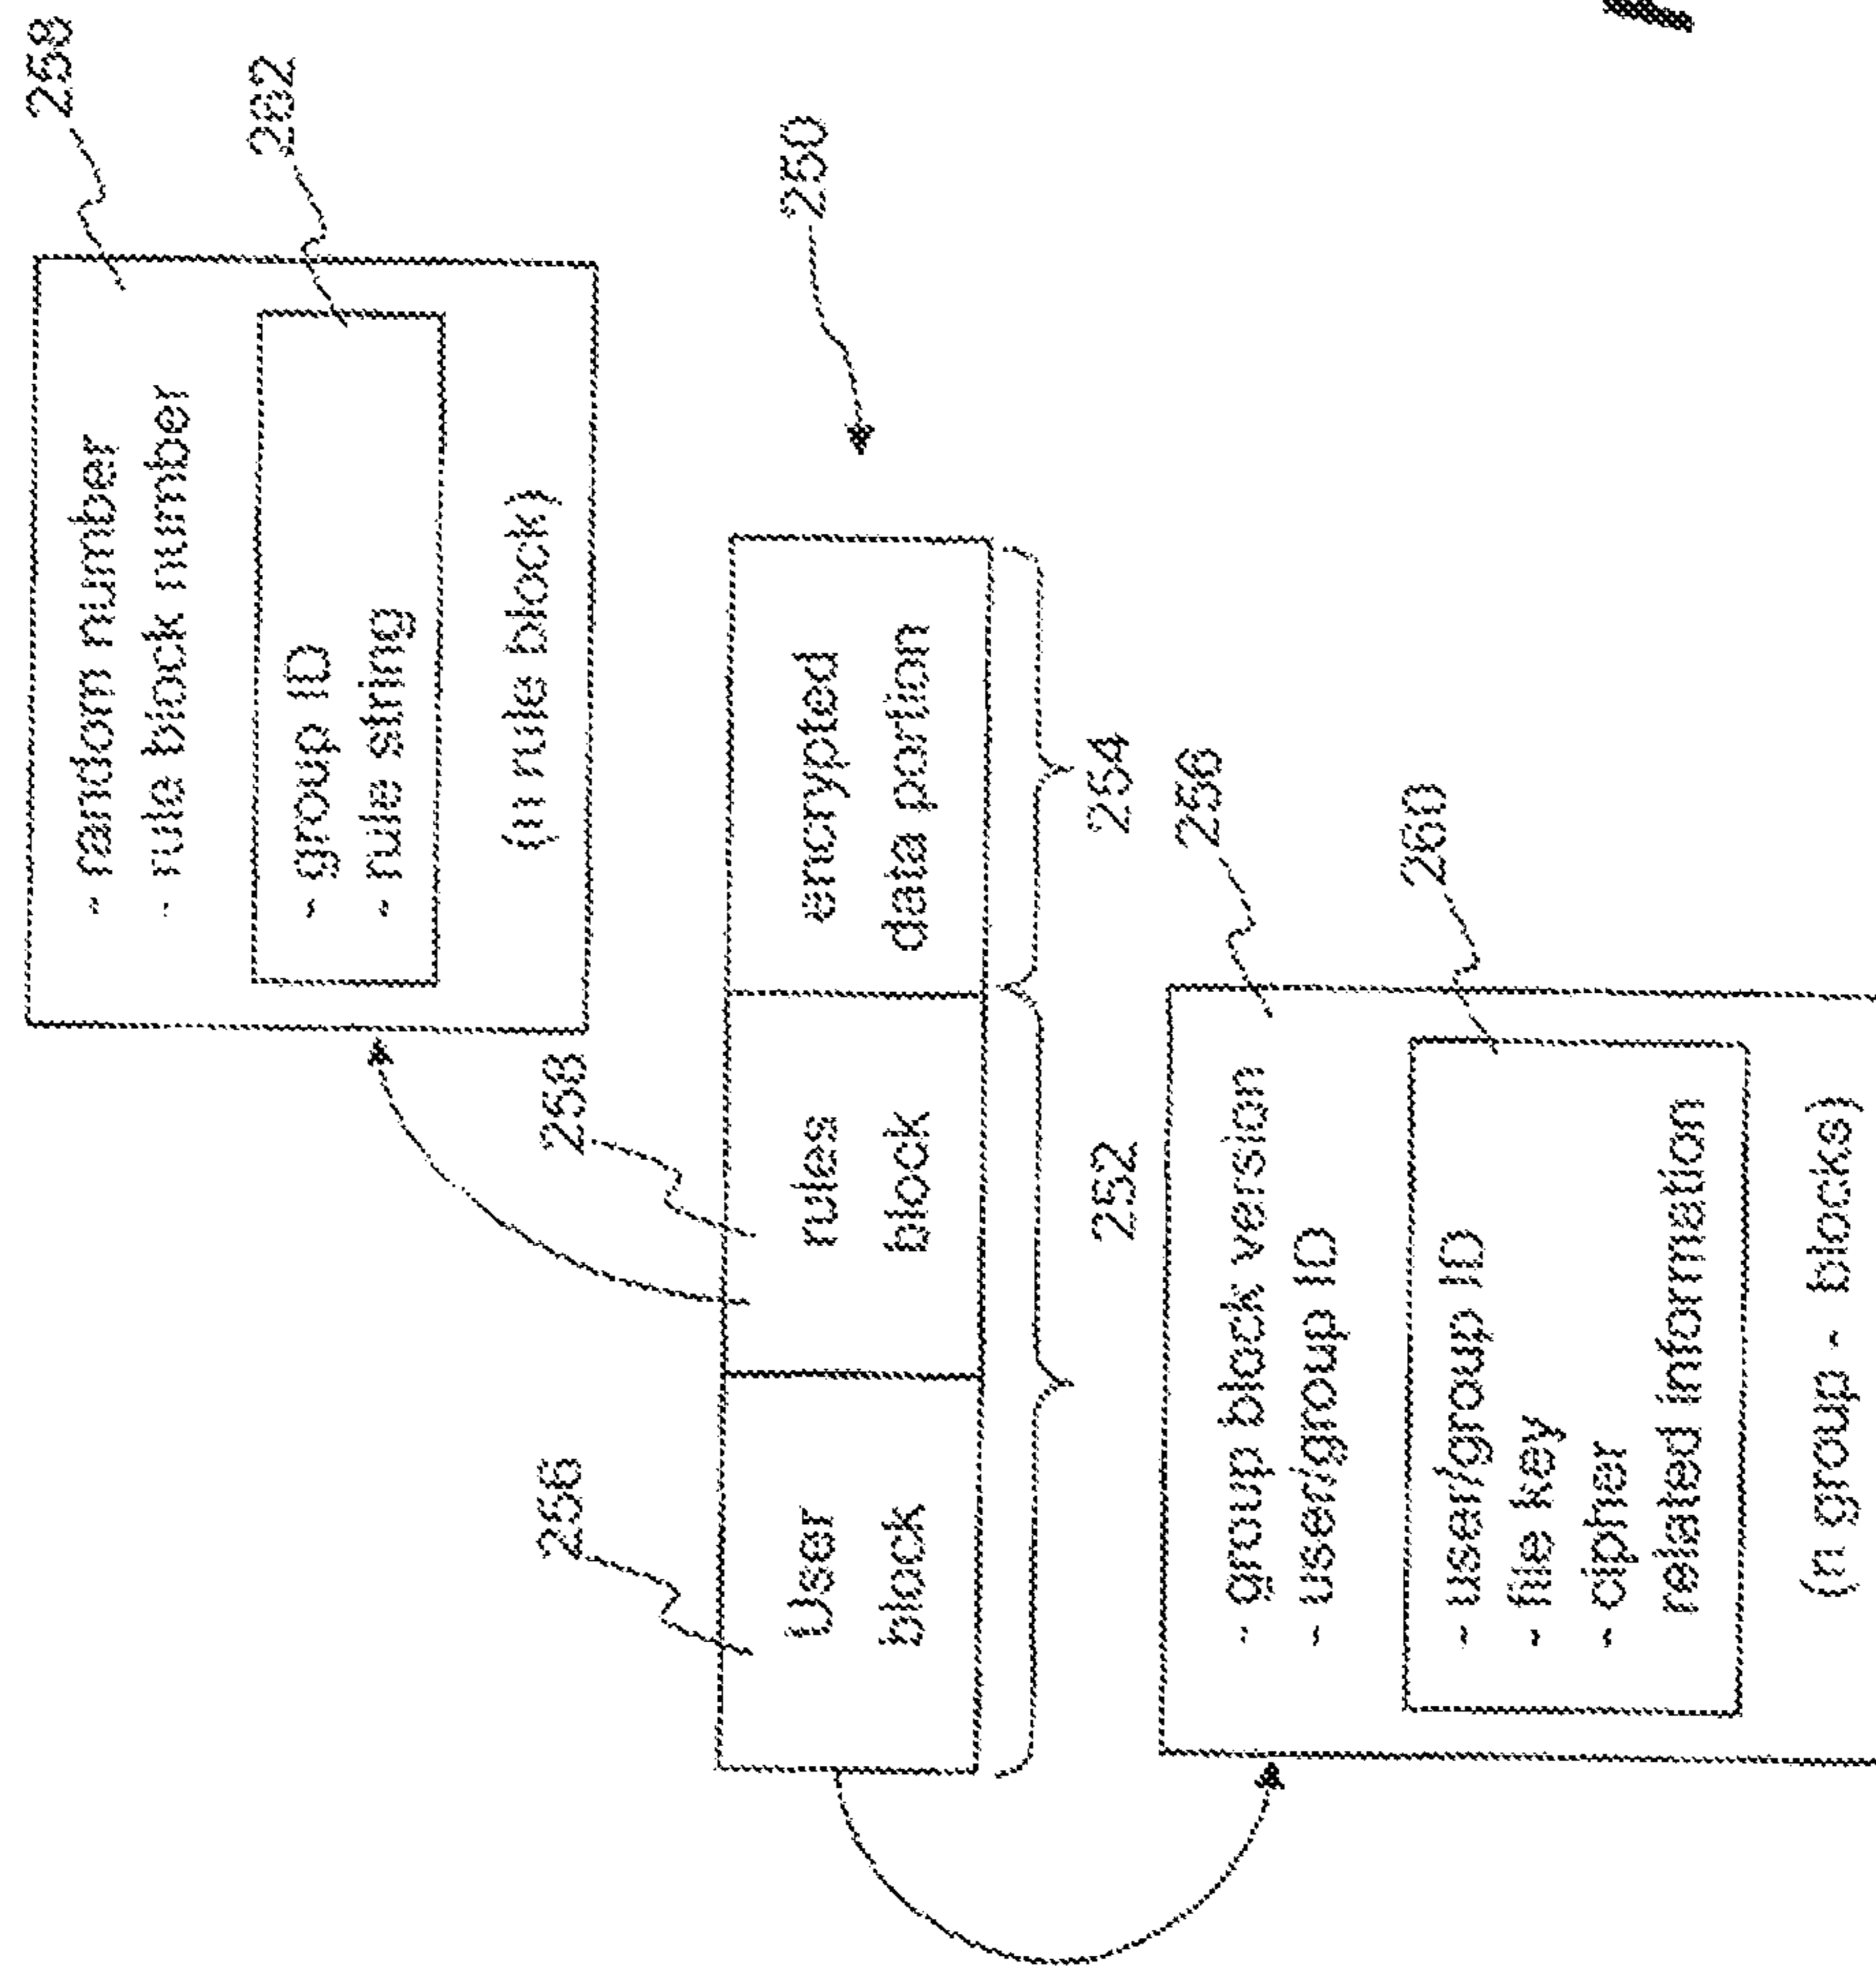 258
- random number
- rule block number
262
- group ID
- rule string
(n rule block)
250
256
258
User
block
rules
block
encrypted
data portion
252
254
256
- group block version
- user/group ID
260
- user/group ID
- file key
- cipher
related information
(n group - blocks)